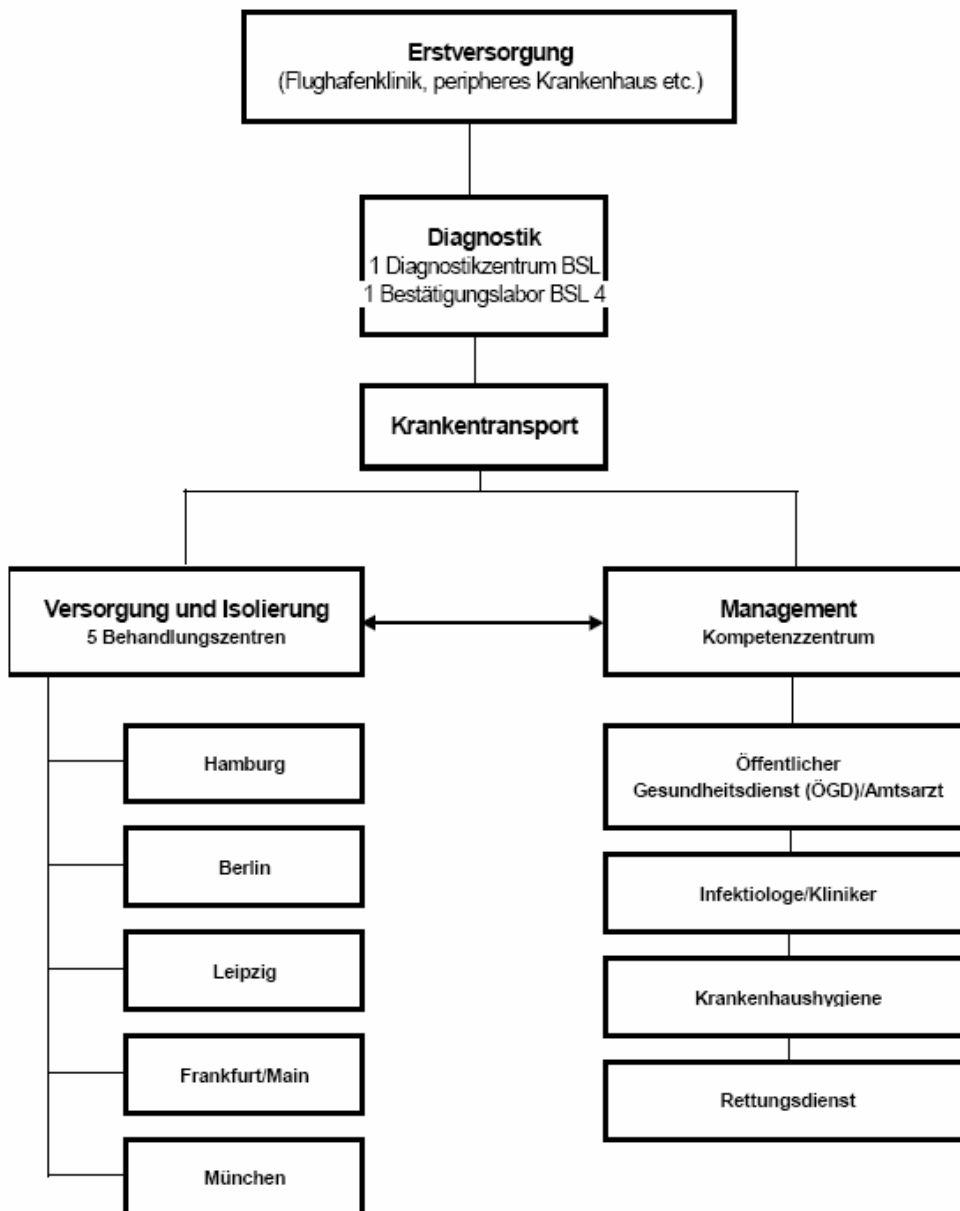 Erstversorgung
(Flughafenklinik, peripheres Krankenhaus etc.)
Diagnostik
1 Diagnostikzentrum BSL
1 Bestätigungslabor BSL 4
Krankentransport
Versorgung und Isolierung
5 Behandlungszentren
Hamburg
Berlin
Leipzig
Frankfurt/Main
München
Management
Kompetenzzentrum
Öffentlicher
Gesundheitsdienst (ÖGD)/Amtsarzt
Infektiologe/Kliniker
Krankenhaushygiene
Rettungsdienst